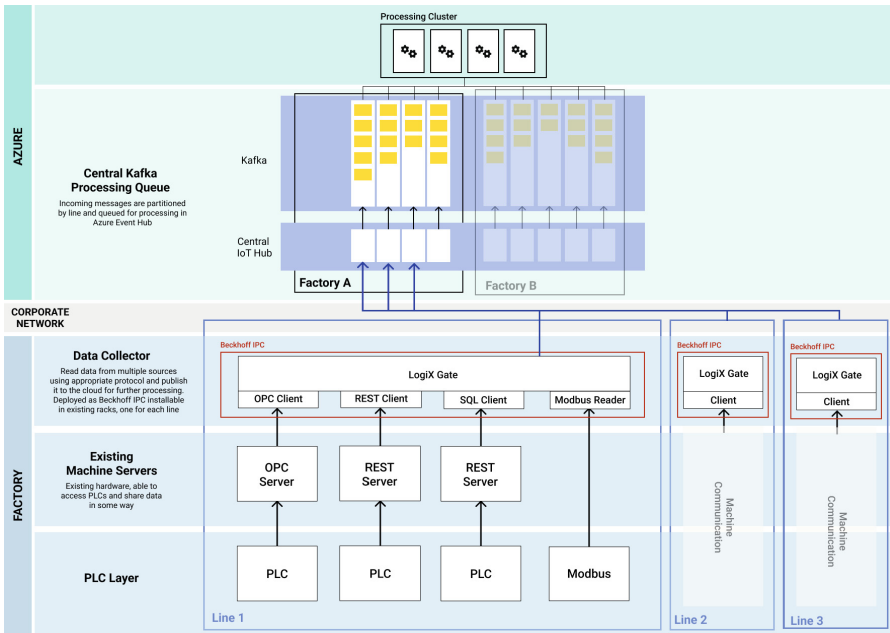 Processing Cluster
AZURE
Central Kafka
Processing Queue
Incoming messages are partitioned
by line and queued for processing in
Azure Event Hub
Kafka
Central
IoT Hub
Factory A
Factory B
CORPORATE
NETWORK
FACTORY
Data Collector
Read data from multiple sources
using appropriate protocol and publish
it to the cloud for further processing.
Deployed as Beckhoff IPC installable
in existing racks, one for each line
Beckhoff IPC
LogiX Gate
OPC Client
REST Client
SQL Client
Modbus Reader
Beckhoff IPC
LogiX Gate
Client
Beckhoff IPC
LogiX Gate
Client
Existing
Machine Servers
Existing hardware, able to
access PLCs and share data
in some way
OPC
Server
REST
Server
REST
Server
Machine
Communication
Machine
Communication
PLC Layer
PLC
PLC
PLC
Modbus
Line 1
Line 2
Line 3